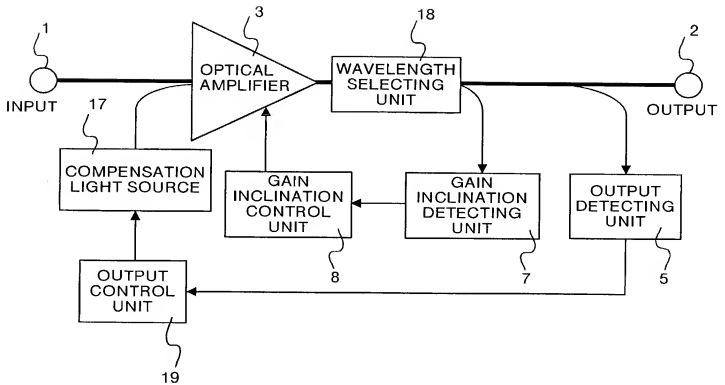 1
3
18
2
OPTICAL
AMPLIFIER
WAVELENGTH
SELECTING
UNIT
INPUT
OUTPUT
17
COMPENSATION
LIGHT SOURCE
GAIN
INCLINATION
CONTROL
UNIT
GAIN
INCLINATION
DETECTING
UNIT
OUTPUT
DETECTING
UNIT
8
7
5
OUTPUT
CONTROL
UNIT
19